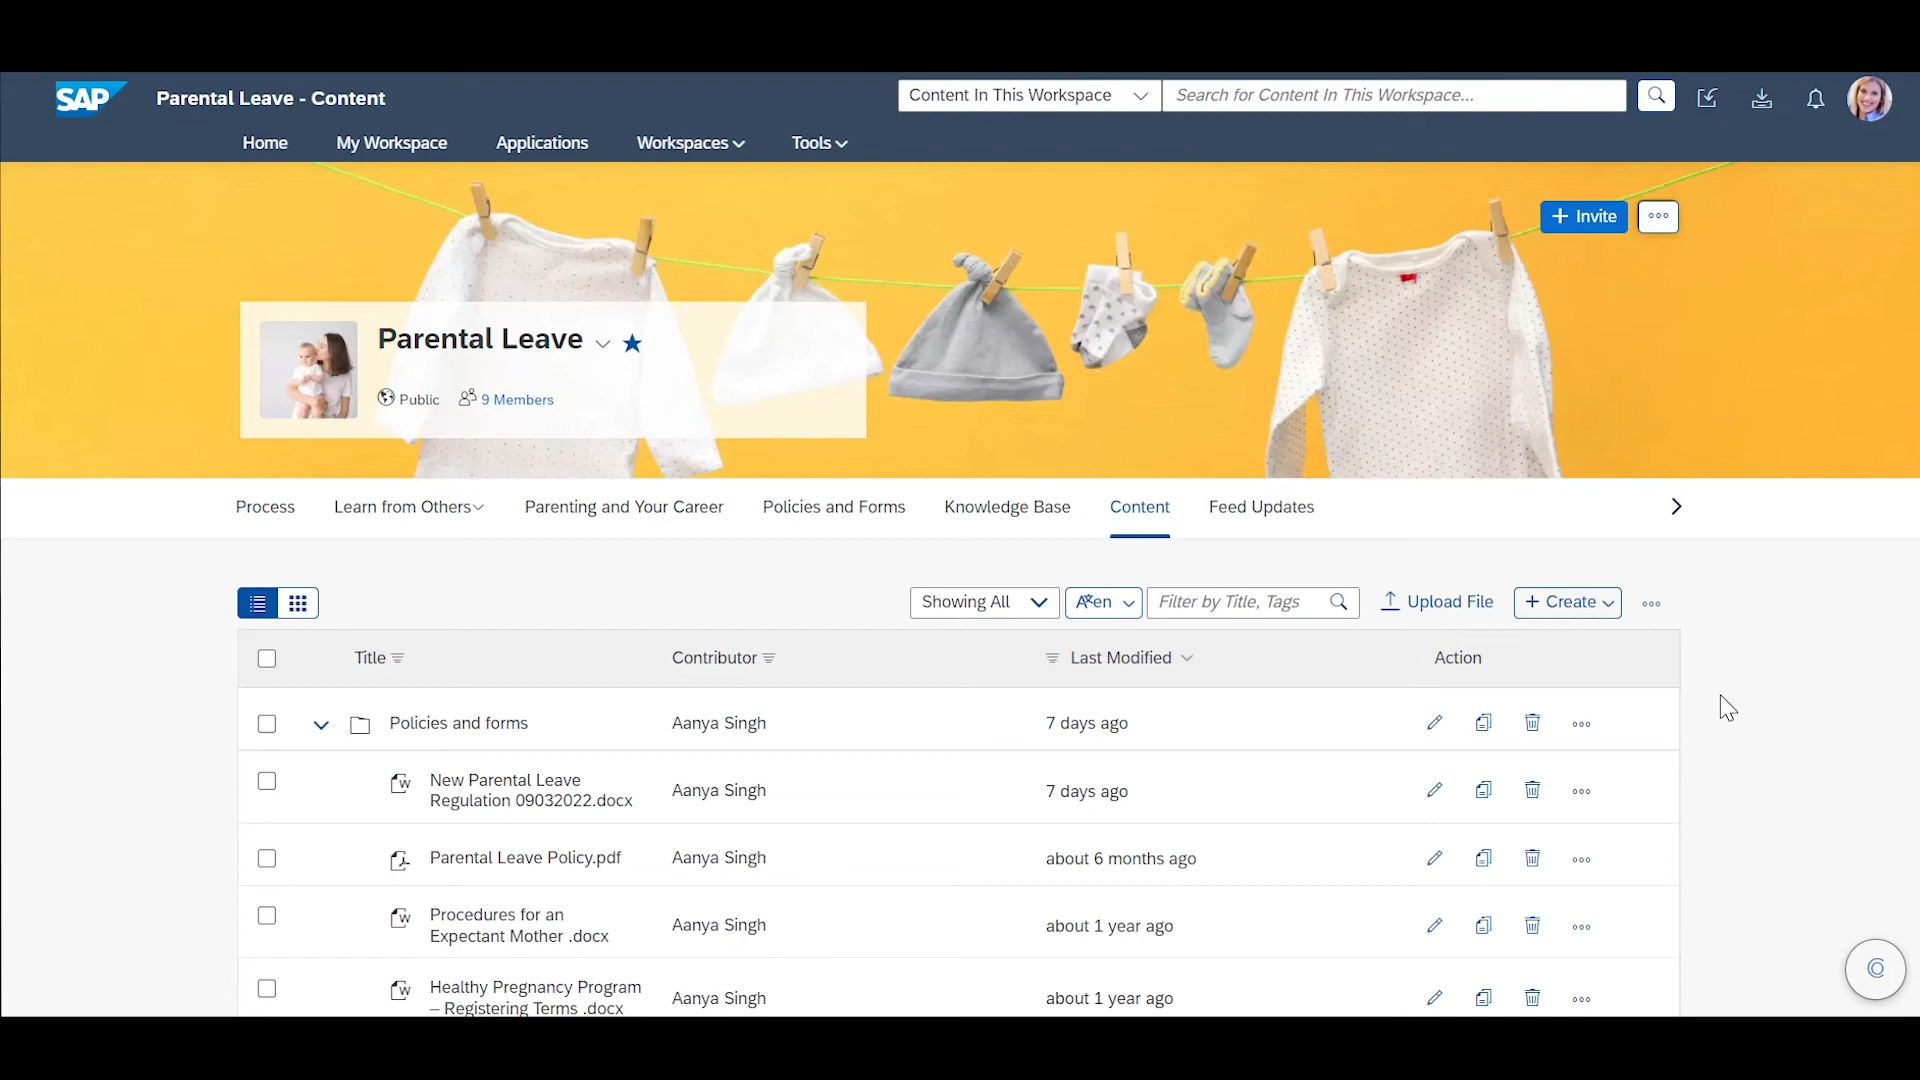 SAP
Parental Leave - Content
Content In This Workspace
Search for Content In This Workspace...
Home
My Workspace
Applications
Workspaces
Tools
+ Invite
Parental Leave
Public
9 Members
Process
Learn from Others
Parenting and Your Career
Policies and Forms
Knowledge Base
Content
Feed Updates
Showing All
en
Filter by Title, Tags
Upload File
+ Create
Title
Contributor
Last Modified
Action
Policies and forms
Aanya Singh
7 days ago
New Parental Leave
Regulation 09032022.docx
Aanya Singh
7 days ago
Parental Leave Policy.pdf
Aanya Singh
about 6 months ago
Procedures for an
Expectant Mother .docx
Aanya Singh
about 1 year ago
Healthy Pregnancy Program
– Registering Terms .docx
Aanya Singh
about 1 year ago